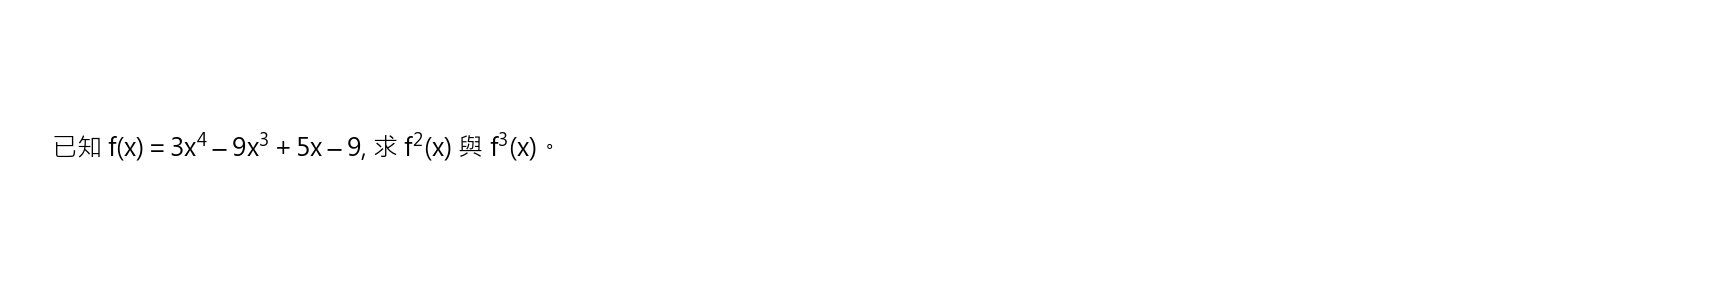 已知 f(x) = 3x⁴ – 9x³ + 5x – 9, 求 f²(x) 與 f³(x)。